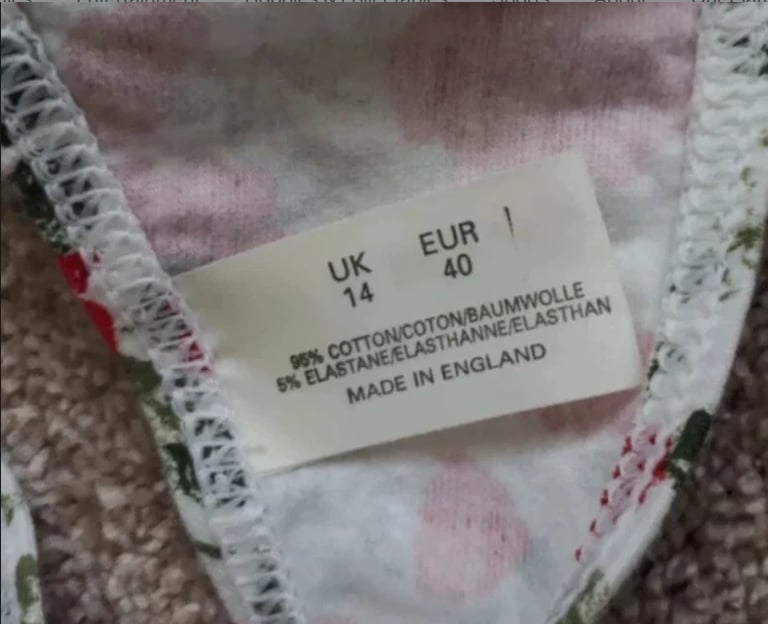 UK EUR
14 40
95% COTTON/COTON/BAUMWOLLE
5% ELASTANE/ELASTHANNE/ELASTHAN
MADE IN ENGLAND